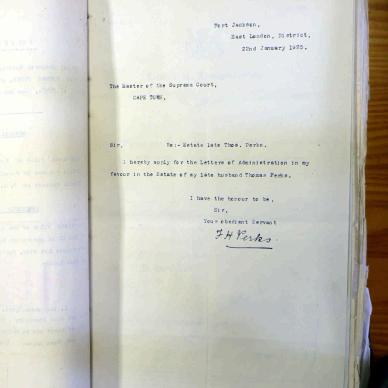 Fort Jackson,
East London, District,
22nd January 1925.
The Master of the Supreme Court,
CAPE TOWN,
Sir, Re:- Estate late Thos. Perks.
I hereby apply for the Letters of Administration in my
favour in the Estate of my late husband Thomas Perks.
I have the honour to be,
Sir,
Your obedient Servant
F H Perks.